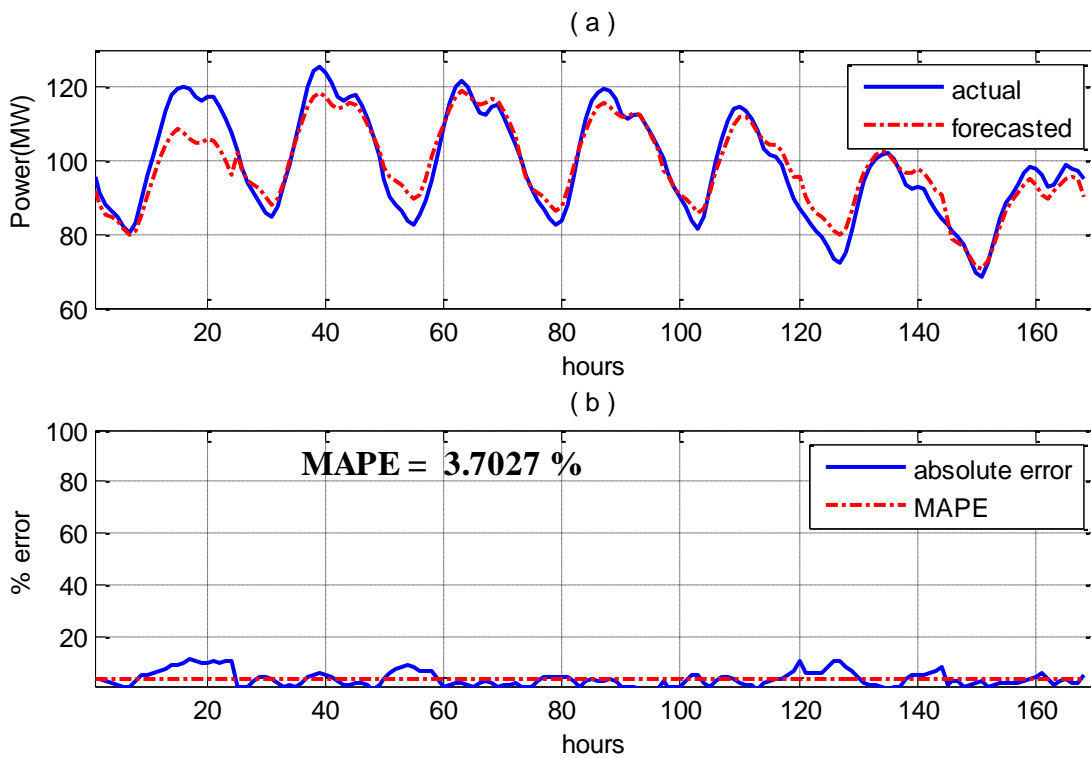 ( a )
120
100
80
60
Power(MW)
actual
forecasted
20 40 60 80 100 120 140 160
hours
( b )
100
80
60
40
20
% error
MAPE = 3.7027 %
absolute error
MAPE
20 40 60 80 100 120 140 160
hours